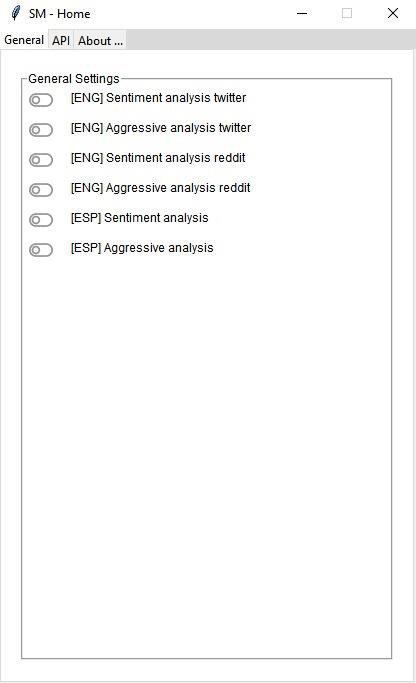 SM - Home
General API About ...
General Settings
[ENG] Sentiment analysis twitter
[ENG] Aggressive analysis twitter
[ENG] Sentiment analysis reddit
[ENG] Aggressive analysis reddit
[ESP] Sentiment analysis
[ESP] Aggressive analysis